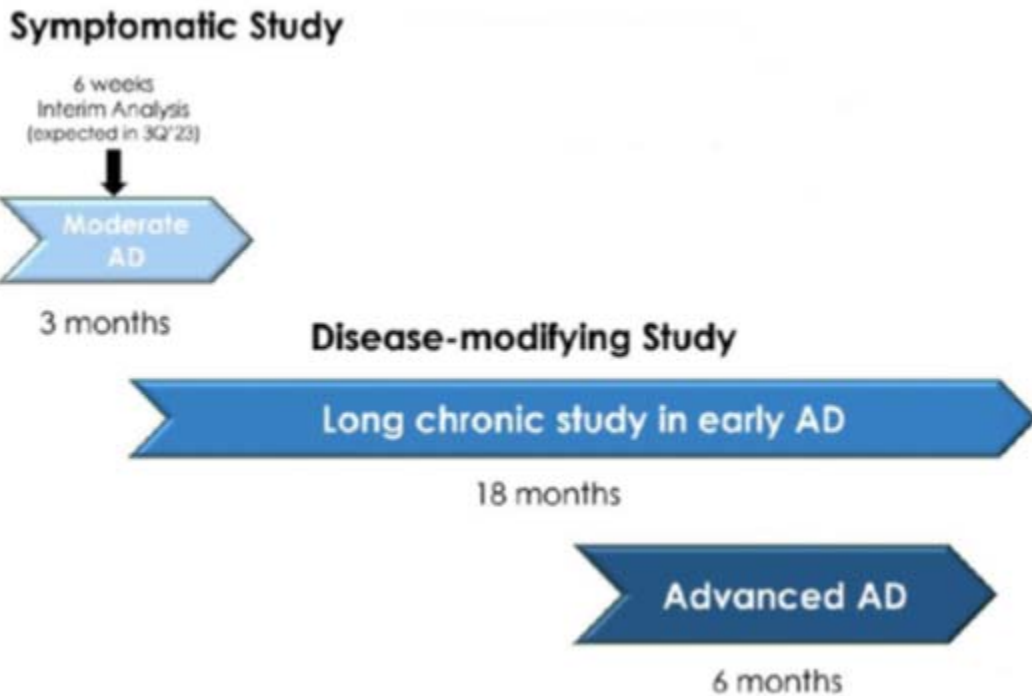 Symptomatic Study
6 weeks
Interim Analysis
(expected in 3Q'23)
Moderate
AD
3 months
Disease-modifying Study
Long chronic study in early AD
18 months
Advanced AD
6 months